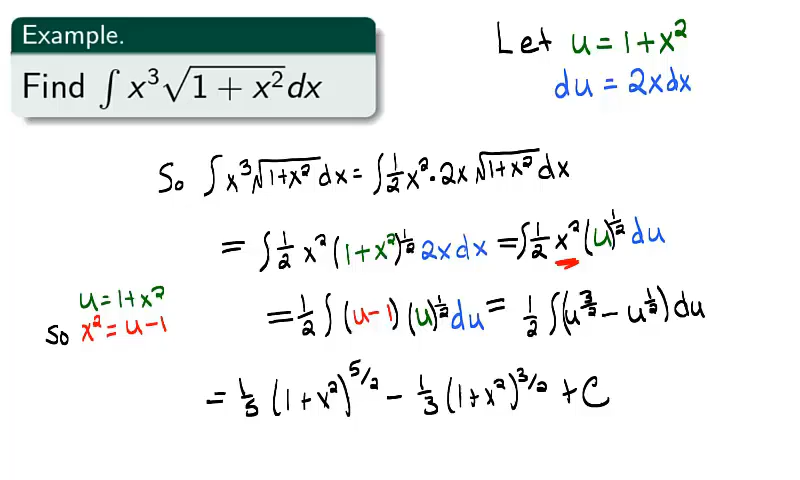 Example.
Find ∫ x³√(1 + x²)dx
Let u = 1 + x²
du = 2x dx
So ∫ x³√(1+x²) dx = ∫ 1/2 x² · 2x √(1+x²) dx
= ∫ 1/2 x² (1+x²)^(1/2) 2x dx = ∫ 1/2 x² (u)^(1/2) du
u = 1 + x²
So x² = u − 1
= 1/2 ∫ (u−1) (u)^(1/2) du = 1/2 ∫ (u^(3/2) − u^(1/2)) du
= 1/5 (1+x²)^(5/2) − 1/3 (1+x²)^(3/2) + C